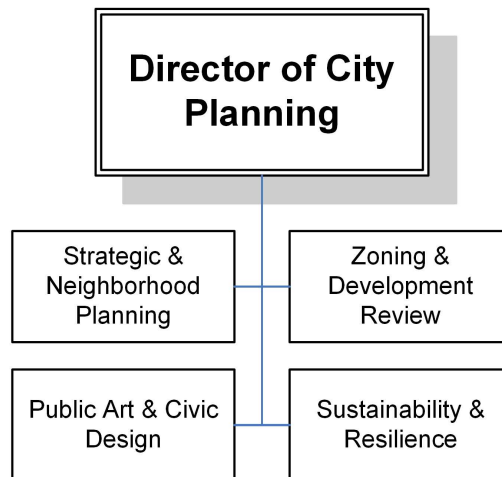 Director of City
Planning
Strategic &
Neighborhood
Planning
Zoning &
Development
Review
Public Art & Civic
Design
Sustainability &
Resilience